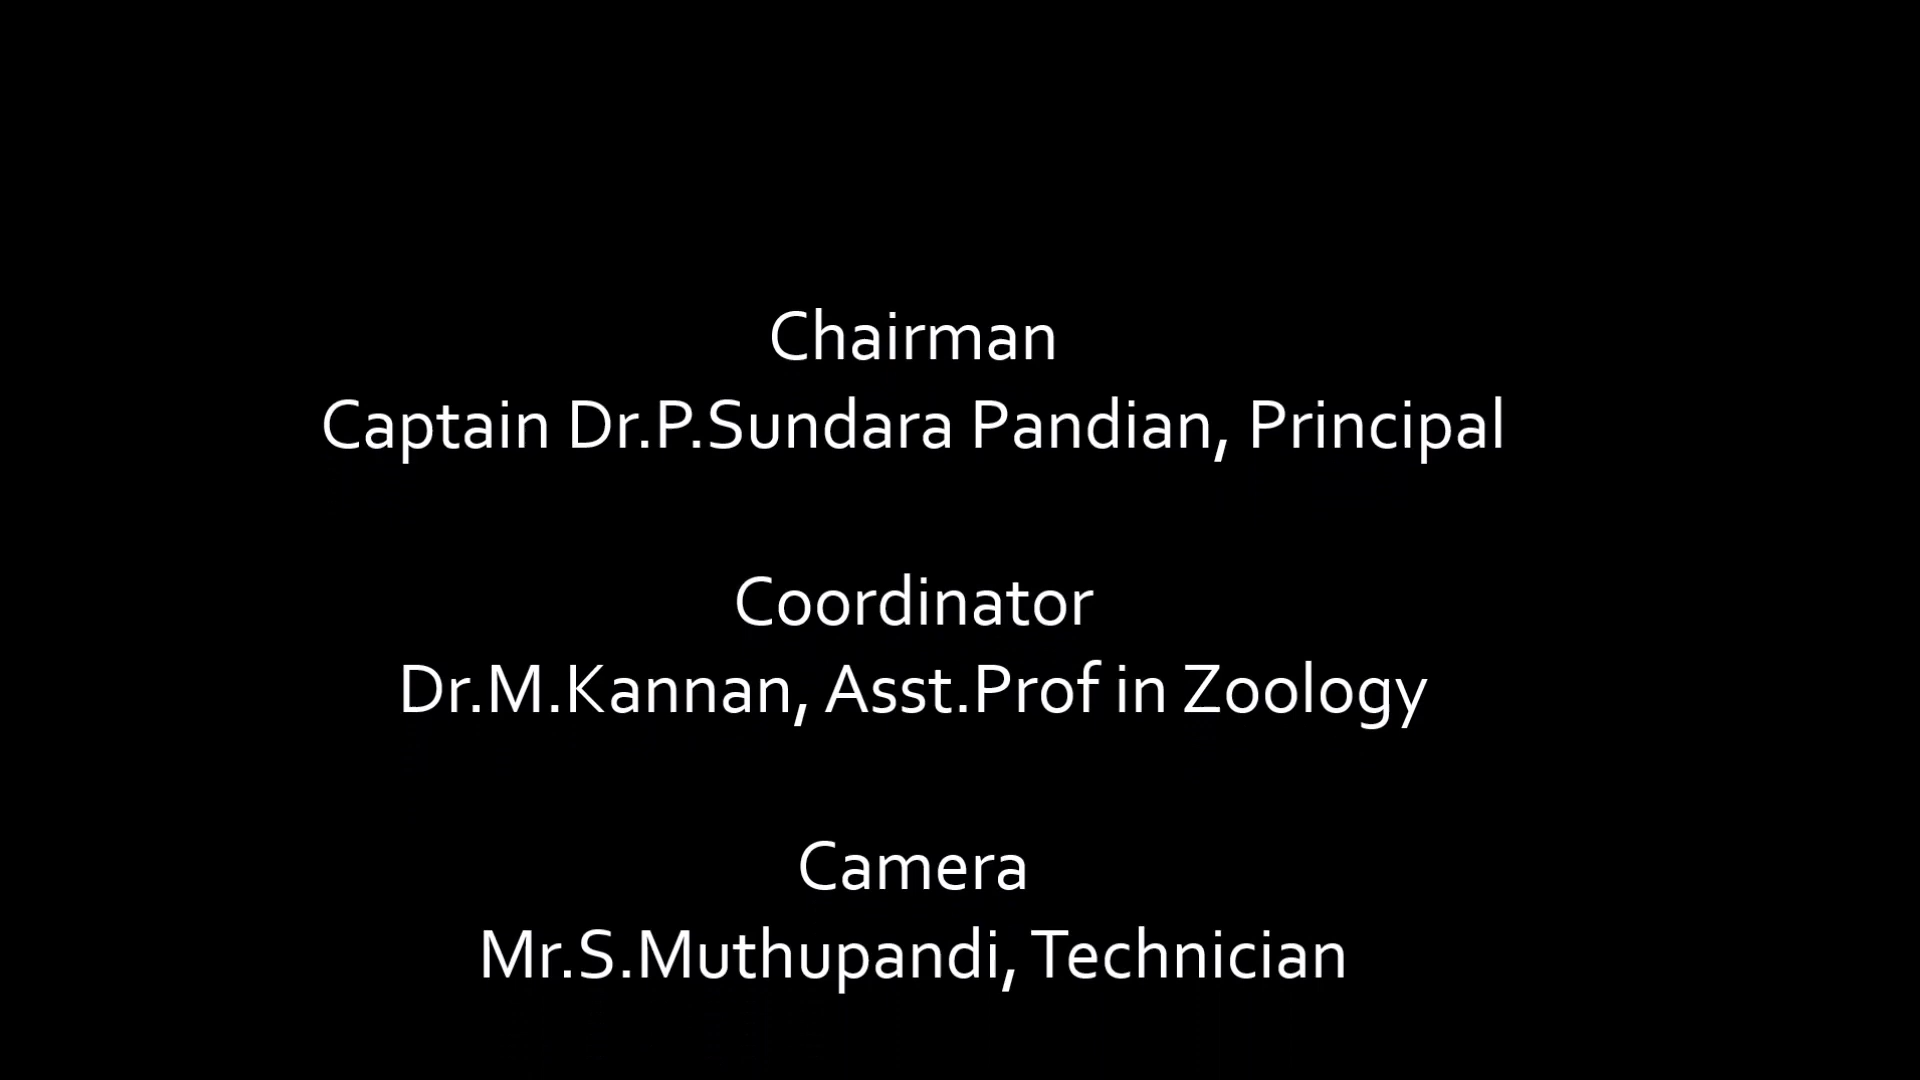 Chairman
Captain Dr.P.Sundara Pandian, Principal
Coordinator
Dr.M.Kannan, Asst.Prof in Zoology
Camera
Mr.S.Muthupandi, Technician